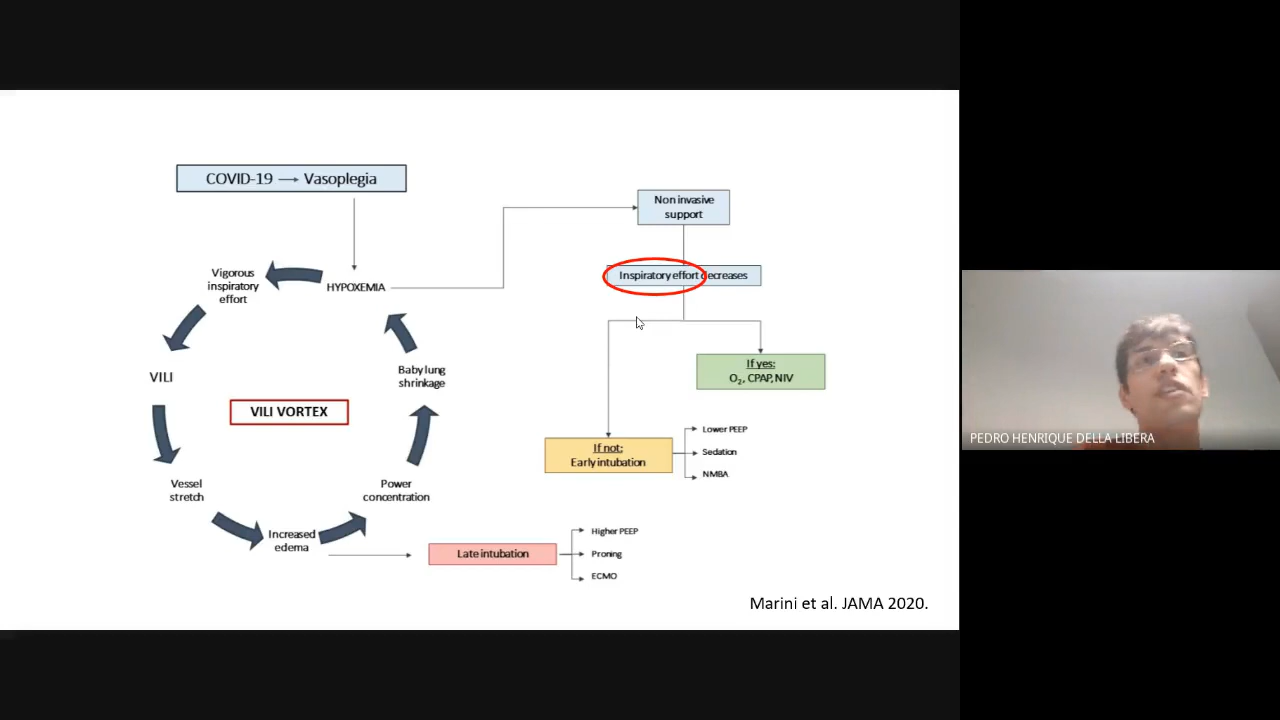 COVID-19 → Vasoplegia
Non invasive
support
Inspiratory effort decreases
Vigorous
inspiratory
effort
HYPOXEMIA
If yes:
O₂, CPAP, NIV
VILI
Baby lung
shrinkage
VILI VORTEX
If not:
Early intubation
Lower PEEP
Sedation
NMBA
Vessel
stretch
Power
concentration
Increased
edema
Late intubation
Higher PEEP
Proning
ECMO
Marini et al. JAMA 2020.
PEDRO HENRIQUE DELLA LIBERA